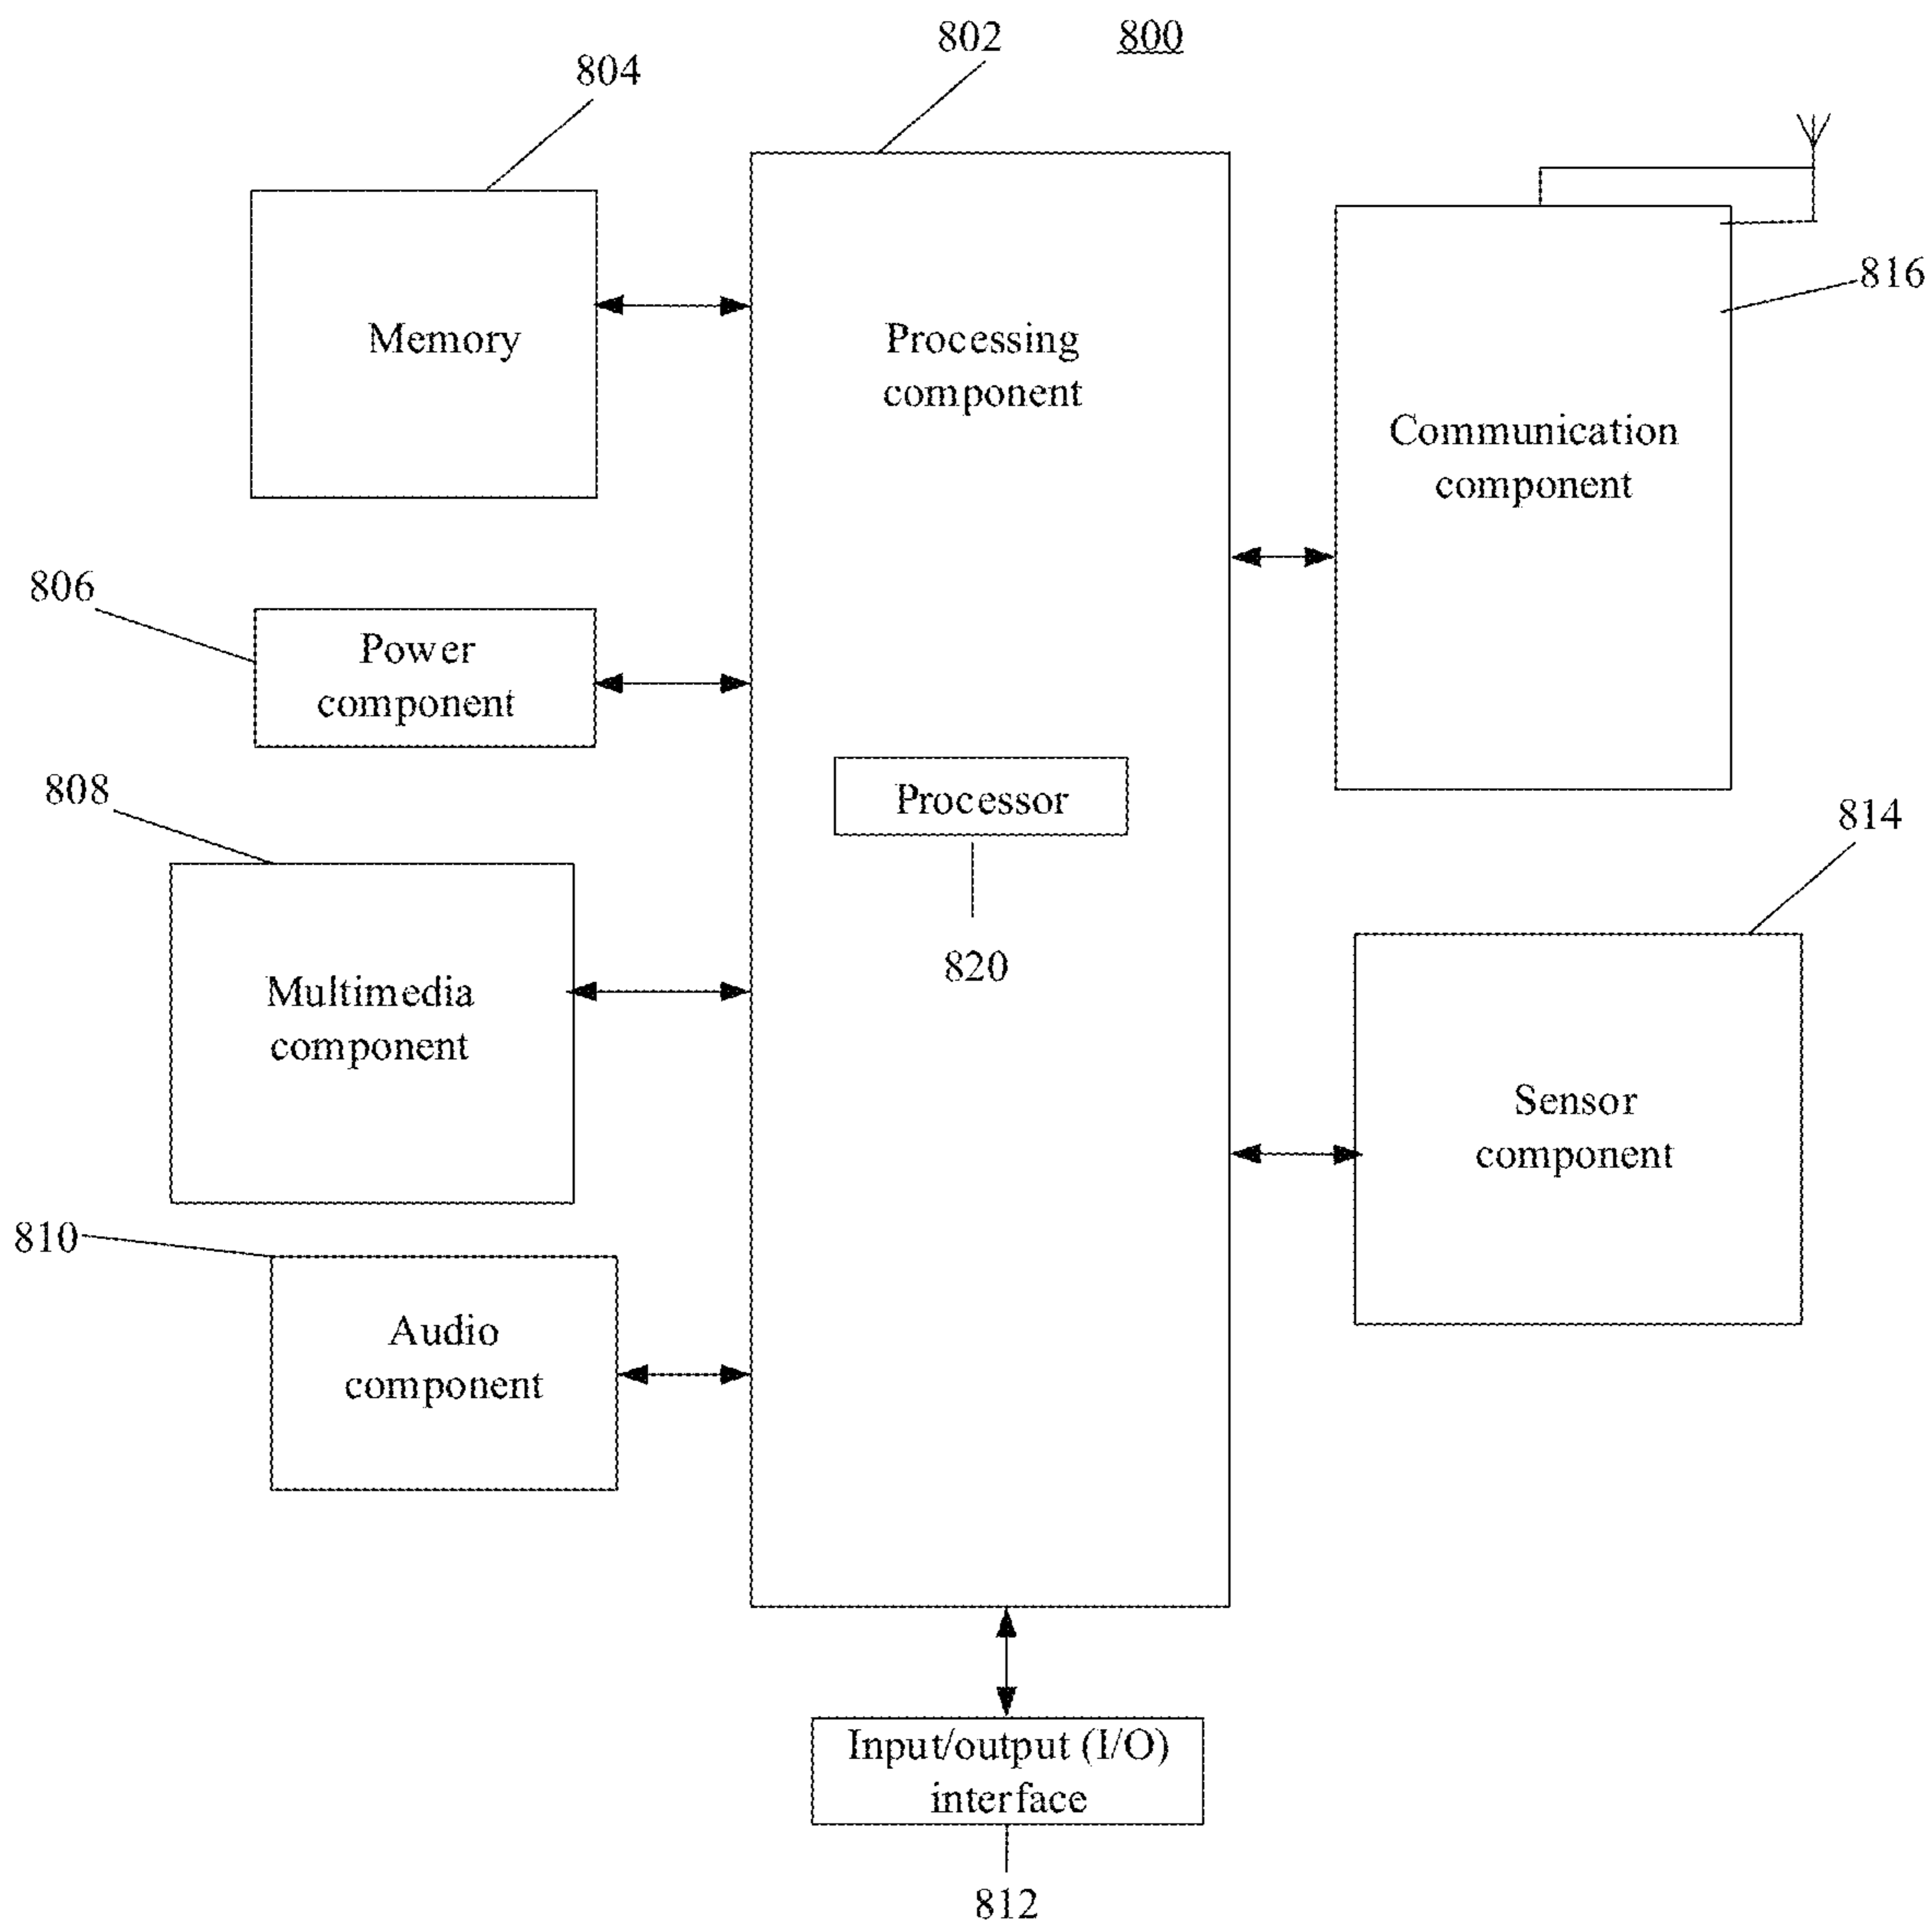 802
800
804
816
Memory
Processing
component
Communication
component
806
Power
component
808
Processor
814
820
Multimedia
component
Sensor
component
810
Audio
component
Input/output (I/O)
interface
812